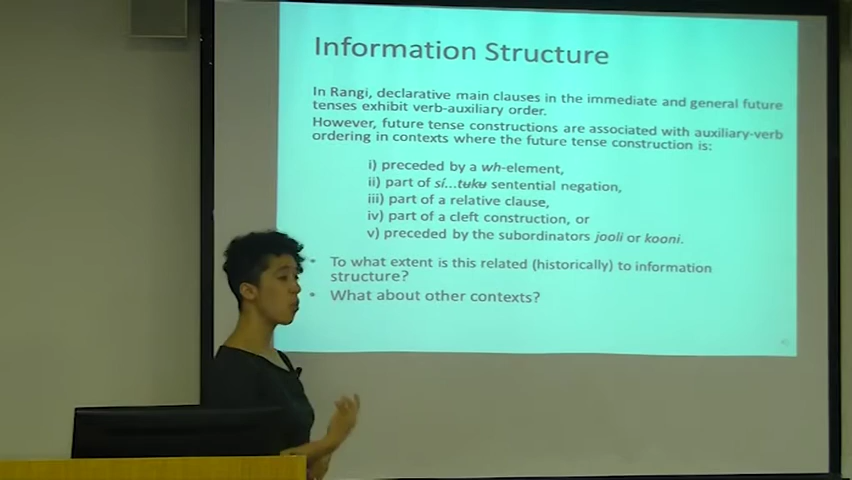 Information Structure
In Rangi, declarative main clauses in the immediate and general future
tenses exhibit verb-auxiliary order.
However, future tense constructions are associated with auxiliary-verb
ordering in contexts where the future tense construction is:
i) preceded by a wh-element,
ii) part of sí...tʉkʉ sentential negation,
iii) part of a relative clause,
iv) part of a cleft construction, or
v) preceded by the subordinators jooli or kooni.
• To what extent is this related (historically) to information
structure?
• What about other contexts?